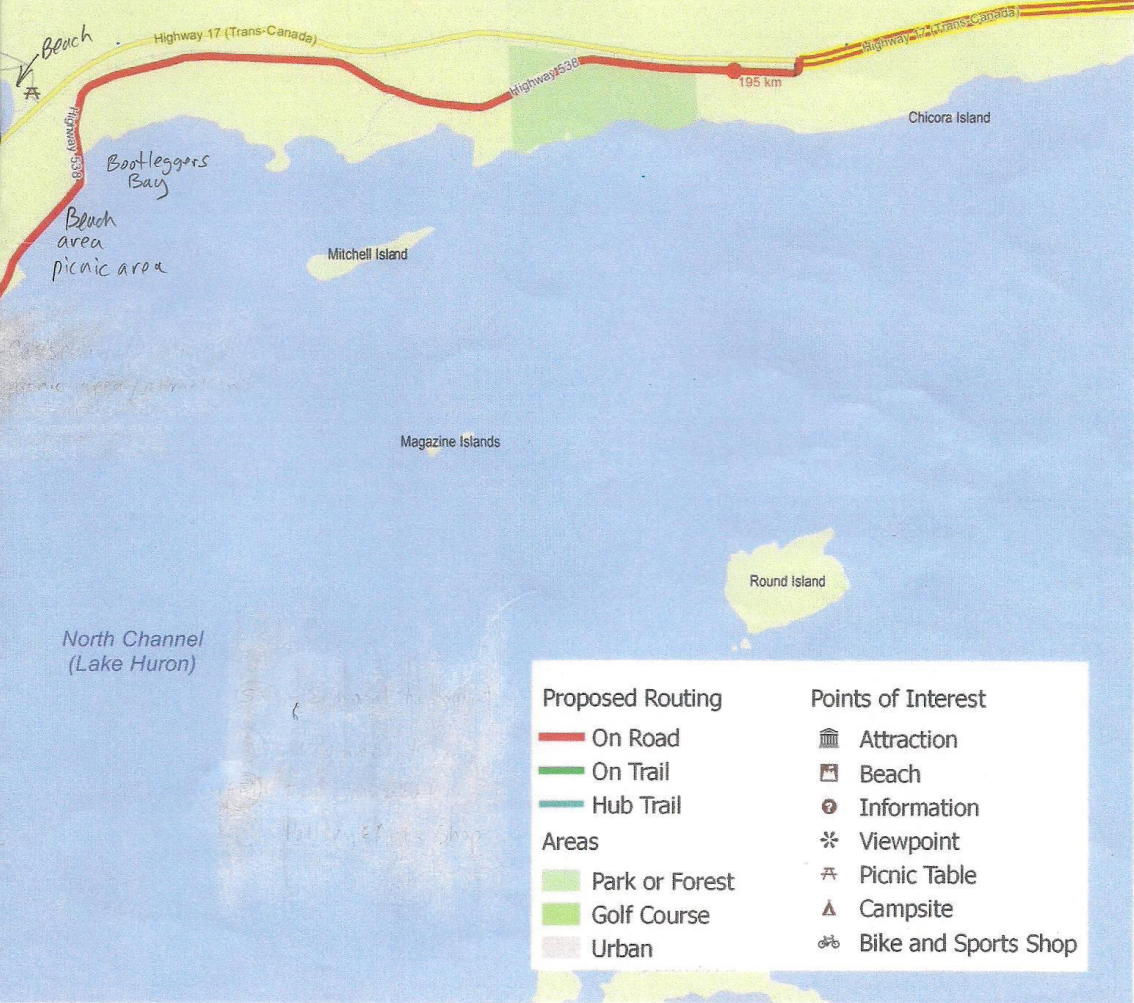 Beach
Highway 17 (Trans-Canada)
Highway 17 (Trans-Canada)
Highway 538
195 km
Chicora Island
Highway 538
Bootleggers
Bay
Beach
area
picnic area
Mitchell Island
Magazine Islands
Round Island
North Channel
(Lake Huron)
Proposed Routing
On Road
On Trail
Hub Trail
Areas
Park or Forest
Golf Course
Urban
Points of Interest
Attraction
Beach
Information
Viewpoint
Picnic Table
Campsite
Bike and Sports Shop